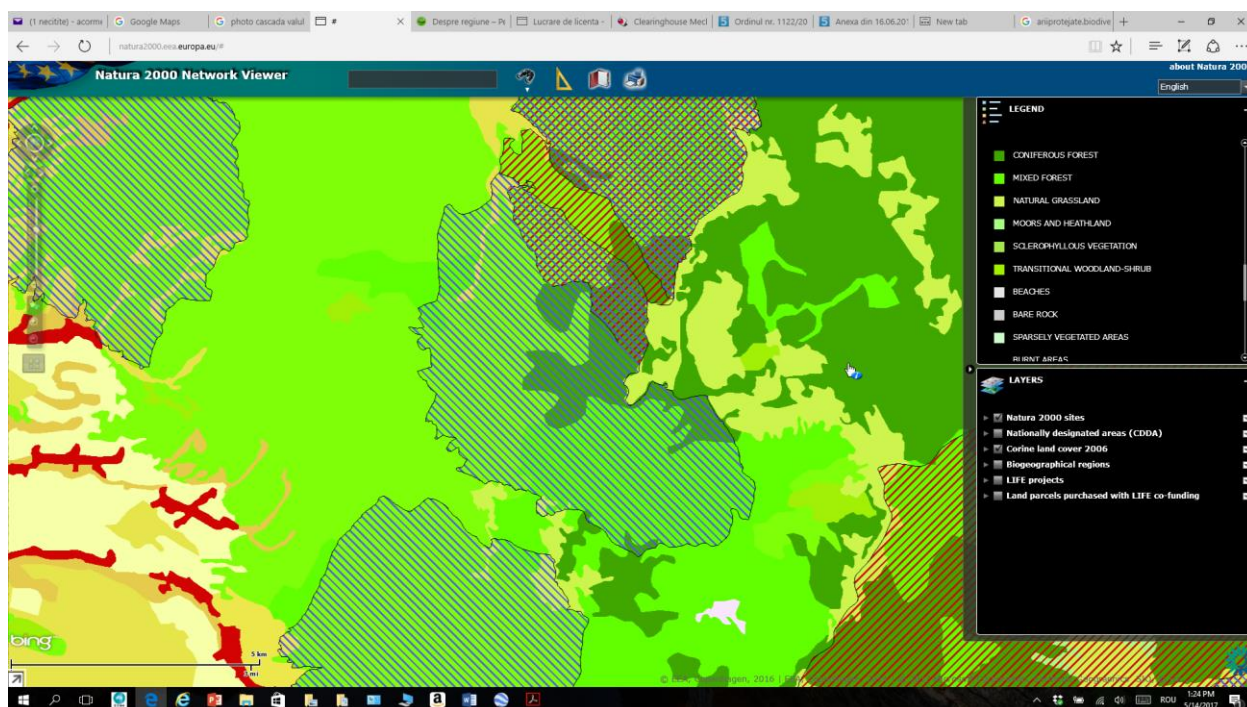 (1 necitite) - acorm
Google Maps
photo cascada valul
#
Despre regiune – P
Lucrare de licenta -
Clearinghouse Mecl
Ordinul nr. 1122/20
Anexa din 16.06.201
New tab
ariiprotejate.biodive
natura2000.eea.europa.eu/#
about Natura 200
Natura 2000 Network Viewer
English
LEGEND
CONIFEROUS FOREST
MIXED FOREST
NATURAL GRASSLAND
MOORS AND HEATHLAND
SCLEROPHYLLOUS VEGETATION
TRANSITIONAL WOODLAND-SHRUB
BEACHES
BARE ROCK
SPARSELY VEGETATED AREAS
BURNT AREAS
LAYERS
Natura 2000 sites
Nationally designated areas (CDDA)
Corine land cover 2006
Biogeographical regions
LIFE projects
Land parcels purchased with LIFE co-funding
bing
5 km
mi
© EEA, Copenhagen, 2016 |
ROU
1:24 PM
5/14/2017